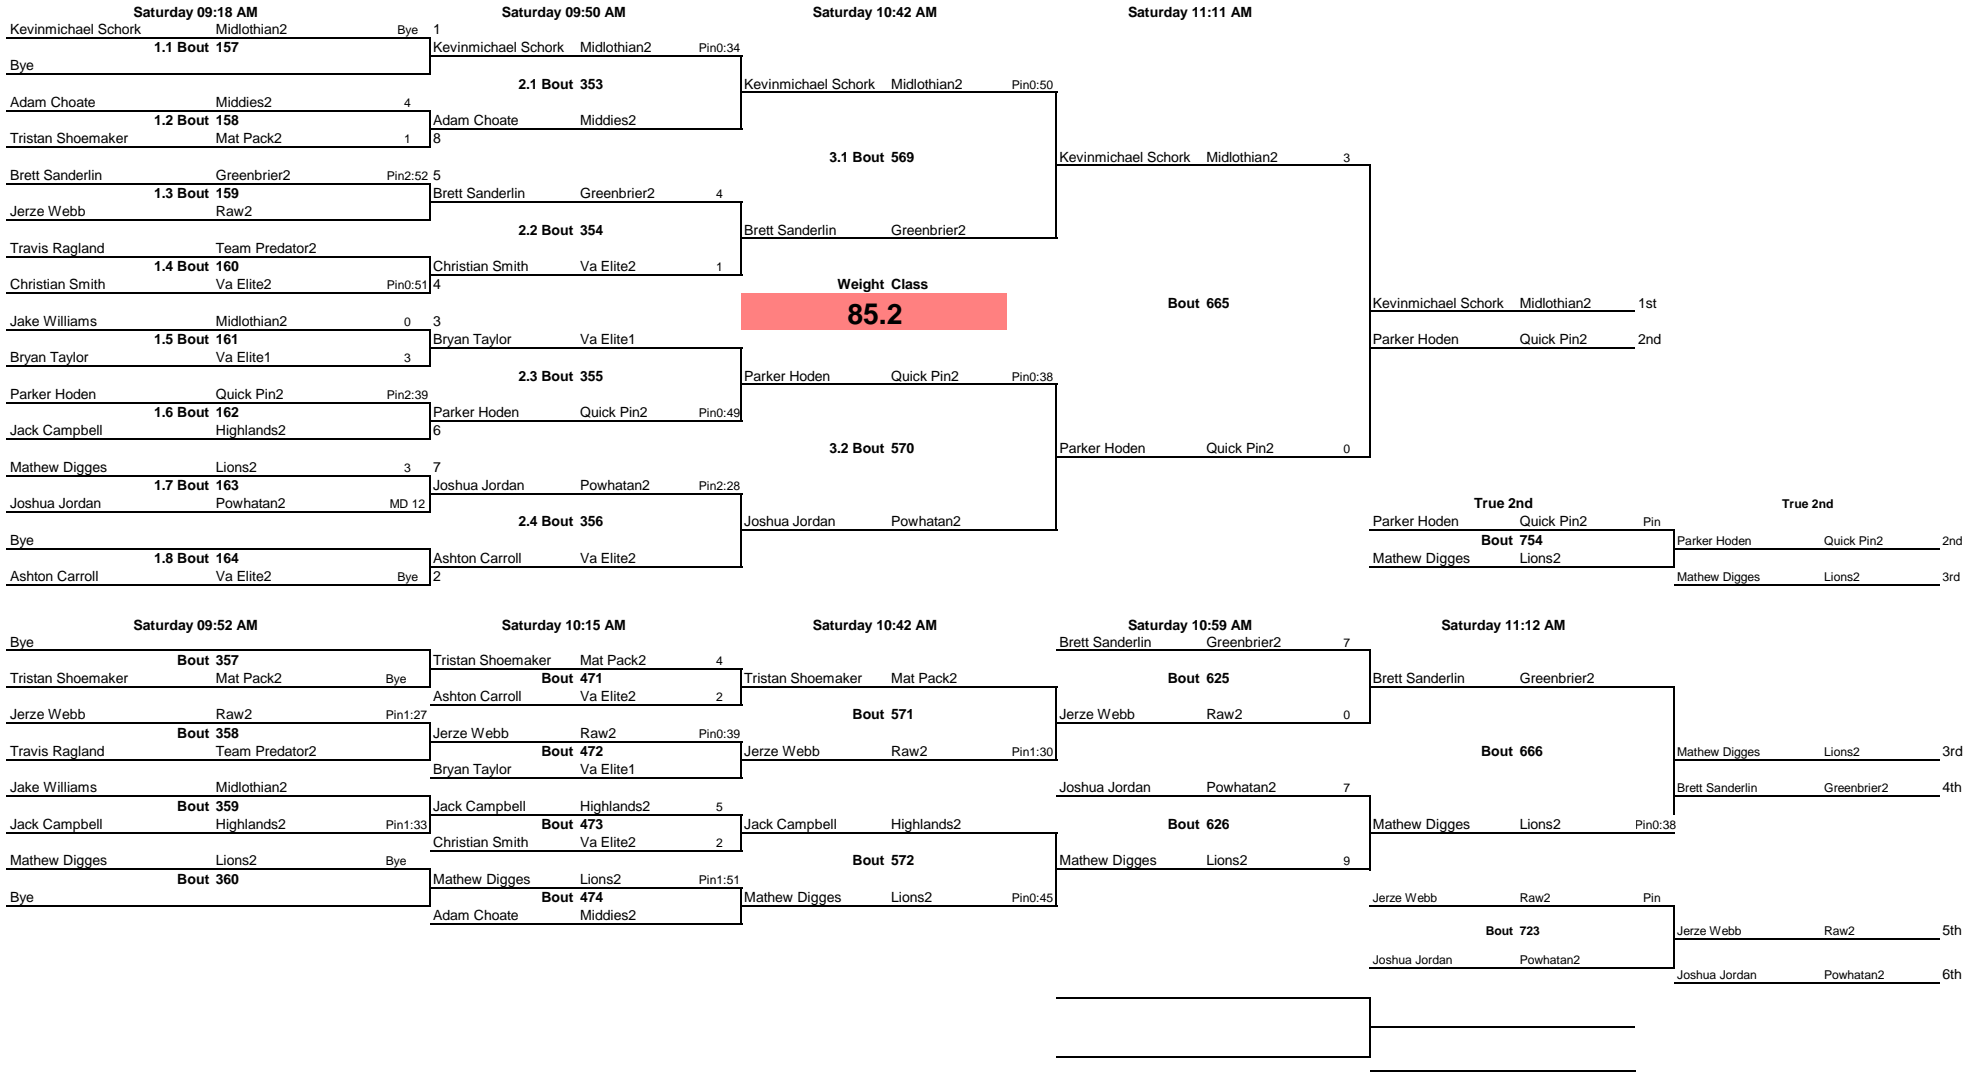 Saturday 09:18 AM Saturday 09:50 AM Saturday 10:42 AM Saturday 11:11 AM
Kevinmichael Schork Midlothian2 Bye 1
1.1 Bout 157 Kevinmichael Schork Midlothian2 Pin0:34
Bye
2.1 Bout 353 Kevinmichael Schork Midlothian2 Pin0:50
Adam Choate Middies2 4
1.2 Bout 158 Adam Choate Middies2
Tristan Shoemaker Mat Pack2 1 8
3.1 Bout 569 Kevinmichael Schork Midlothian2 3
Brett Sanderlin Greenbrier2 Pin2:52 5
1.3 Bout 159 Brett Sanderlin Greenbrier2 4
Jerze Webb Raw2
2.2 Bout 354 Brett Sanderlin Greenbrier2
Travis Ragland Team Predator2
1.4 Bout 160 Christian Smith Va Elite2 1
Christian Smith Va Elite2 Pin0:51 4 Weight Class
Bout 665 Kevinmichael Schork Midlothian2 1st
85.2
Jake Williams Midlothian2 0 3
1.5 Bout 161 Bryan Taylor Va Elite1 Parker Hoden Quick Pin2 2nd
Bryan Taylor Va Elite1 3
2.3 Bout 355 Parker Hoden Quick Pin2 Pin0:38
Parker Hoden Quick Pin2 Pin2:39
1.6 Bout 162 Parker Hoden Quick Pin2 Pin0:49
Jack Campbell Highlands2 6
3.2 Bout 570 Parker Hoden Quick Pin2 0
Mathew Digges Lions2 3 7
1.7 Bout 163 Joshua Jordan Powhatan2 Pin2:28
Joshua Jordan Powhatan2 MD 12 True 2nd True 2nd
2.4 Bout 356 Joshua Jordan Powhatan2 Parker Hoden Quick Pin2 Pin
Bye Bout 754 Parker Hoden Quick Pin2 2nd
1.8 Bout 164 Ashton Carroll Va Elite2 Mathew Digges Lions2
Ashton Carroll Va Elite2 Bye 2 Mathew Digges Lions2 3rd
Saturday 09:52 AM Saturday 10:15 AM Saturday 10:42 AM Saturday 10:59 AM Saturday 11:12 AM
Bye Brett Sanderlin Greenbrier2 7
Bout 357 Tristan Shoemaker Mat Pack2 4
Tristan Shoemaker Mat Pack2 Bye Bout 471 Tristan Shoemaker Mat Pack2 Bout 625 Brett Sanderlin Greenbrier2
Ashton Carroll Va Elite2 2
Jerze Webb Raw2 Pin1:27 Bout 571 Jerze Webb Raw2 0
Bout 358 Jerze Webb Raw2 Pin0:39
Travis Ragland Team Predator2 Bout 472 Jerze Webb Raw2 Pin1:30 Bout 666 Mathew Digges Lions2 3rd
Bryan Taylor Va Elite1
Jake Williams Midlothian2 Joshua Jordan Powhatan2 7 Brett Sanderlin Greenbrier2 4th
Bout 359 Jack Campbell Highlands2 5
Jack Campbell Highlands2 Pin1:33 Bout 473 Jack Campbell Highlands2 Bout 626 Mathew Digges Lions2 Pin0:38
Christian Smith Va Elite2 2
Mathew Digges Lions2 Bye Bout 572 Mathew Digges Lions2 9
Bout 360 Mathew Digges Lions2 Pin1:51
Bye Bout 474 Mathew Digges Lions2 Pin0:45 Jerze Webb Raw2 Pin
Adam Choate Middies2
Bout 723 Jerze Webb Raw2 5th
Joshua Jordan Powhatan2
Joshua Jordan Powhatan2 6th